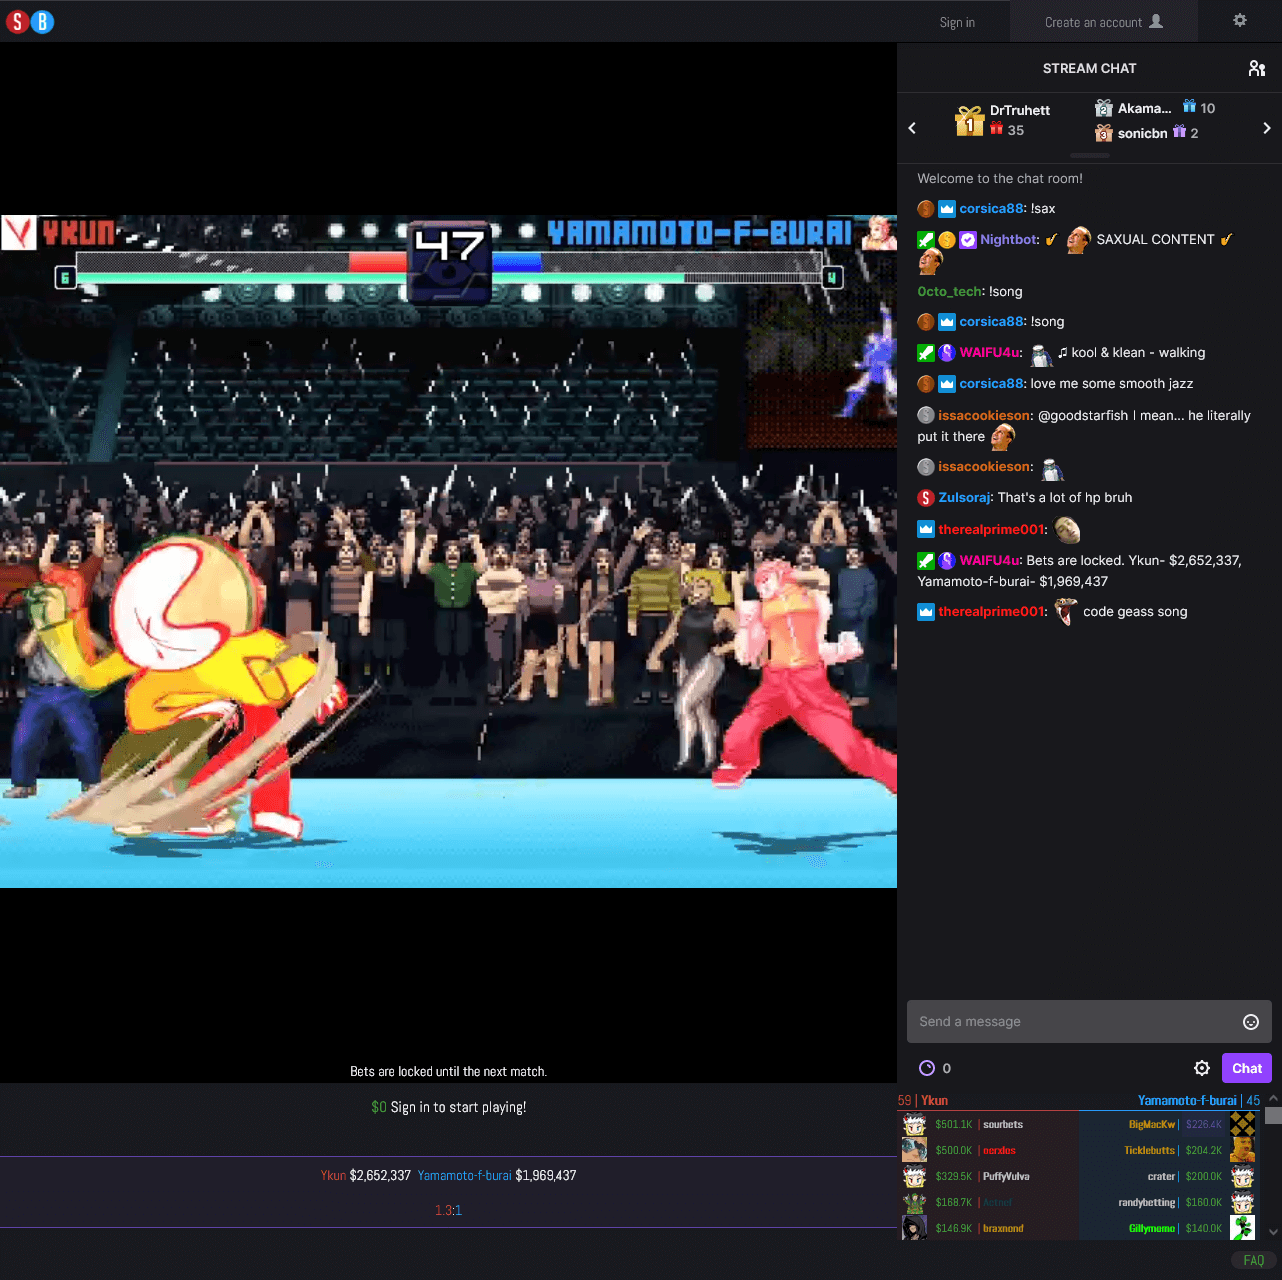 S B
Sign in
Create an account
STREAM CHAT
1
DrTruhett
35
2
Akama... 10
3
sonicbn 2
Welcome to the chat room!
corsica88: !sax
Nightbot: SAXUAL CONTENT
0cto_tech: !song
corsica88: !song
WAIFU4u: ♫ kool & klean - walking
corsica88: love me some smooth jazz
issacookieson: @goodstarfish I mean... he literally
put it there
issacookieson:
Zulsoraj: That's a lot of hp bruh
therealprime001:
WAIFU4u: Bets are locked. Ykun- $2,652,337,
Yamamoto-f-burai- $1,969,437
therealprime001: code geass song
YKUN
47
YAMAMOTO-F-BURAI
6
4
Send a message
0
Chat
Bets are locked until the next match.
$0 Sign in to start playing!
Ykun $2,652,337 Yamamoto-f-burai $1,969,437
1.3:1
59 | Ykun
Yamamoto-f-burai | 45
$501.1K | sourbets
BigMacKw | $226.4K
$500.0K
Ticklebutts | $204.2K
$329.5K | PuffyVulva
crater | $200.0K
$168.7K
randybetting | $160.0K
$146.9K | braxnond
Gillymomo | $140.0K
FAQ